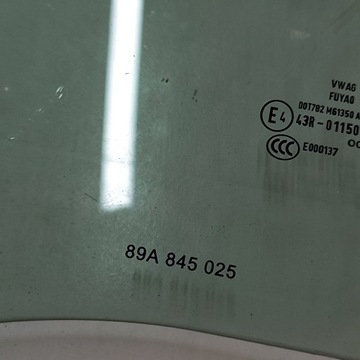 VWAG
FUYAO
DOT782 M61350 A
E4 43R-01150
CCC E000137
89A 845 025